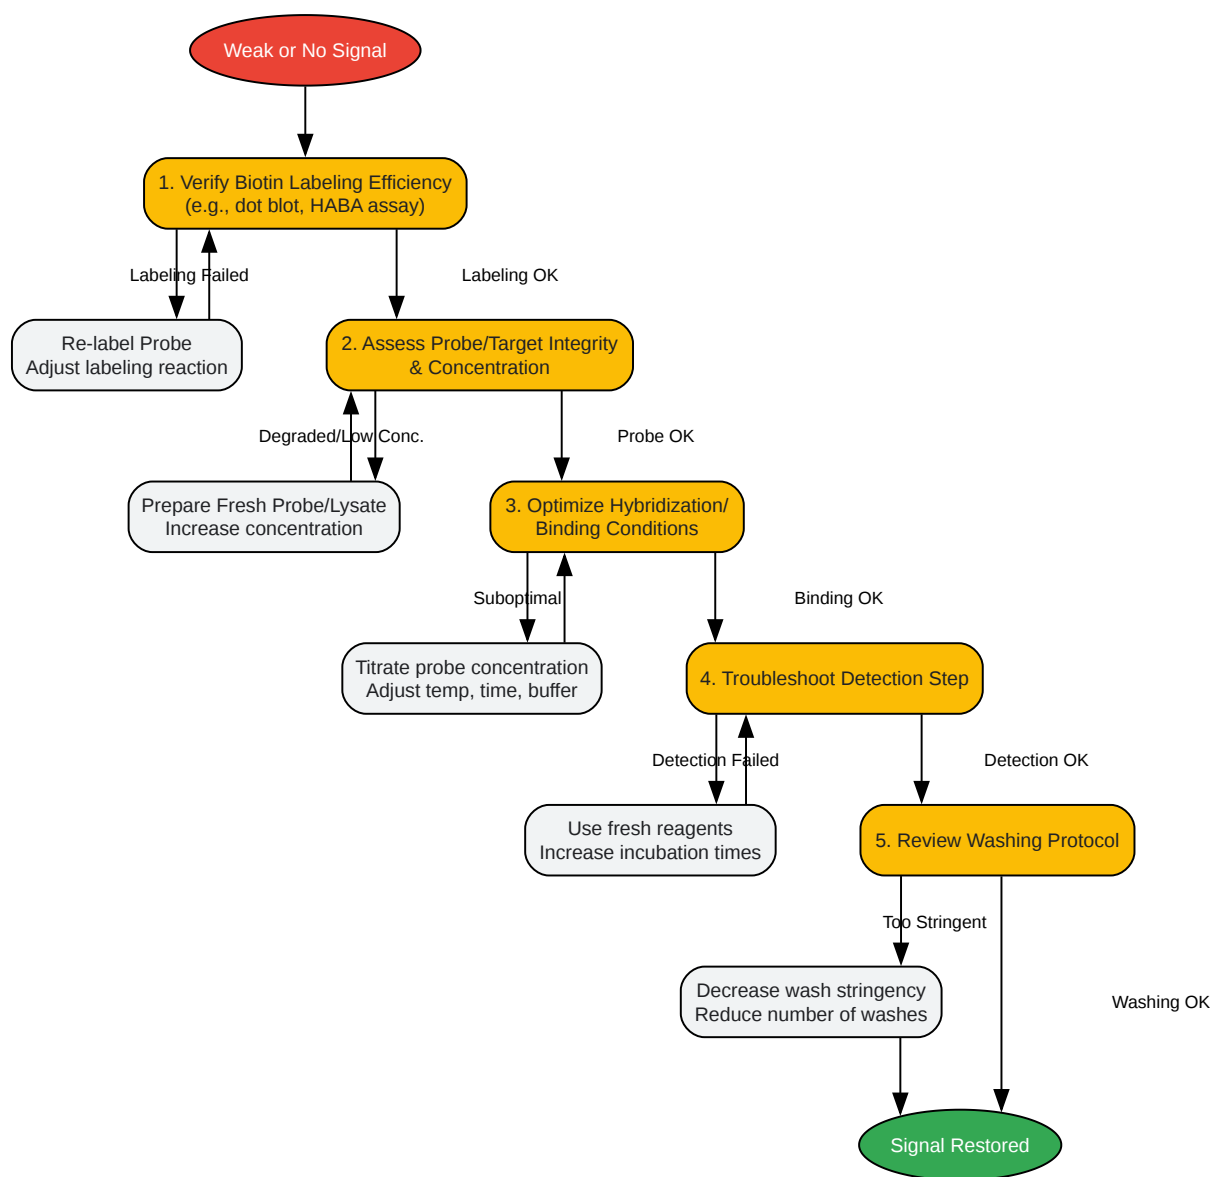 Weak or No Signal
1. Verify Biotin Labeling Efficiency
(e.g., dot blot, HABA assay)
Labeling Failed
Labeling OK
Re-label Probe
Adjust labeling reaction
2. Assess Probe/Target Integrity
& Concentration
Degraded/Low Conc.
Probe OK
Prepare Fresh Probe/Lysate
Increase concentration
3. Optimize Hybridization/
Binding Conditions
Suboptimal
Binding OK
Titrate probe concentration
Adjust temp, time, buffer
4. Troubleshoot Detection Step
Detection Failed
Detection OK
Use fresh reagents
Increase incubation times
5. Review Washing Protocol
Too Stringent
Decrease wash stringency
Reduce number of washes
Washing OK
Signal Restored